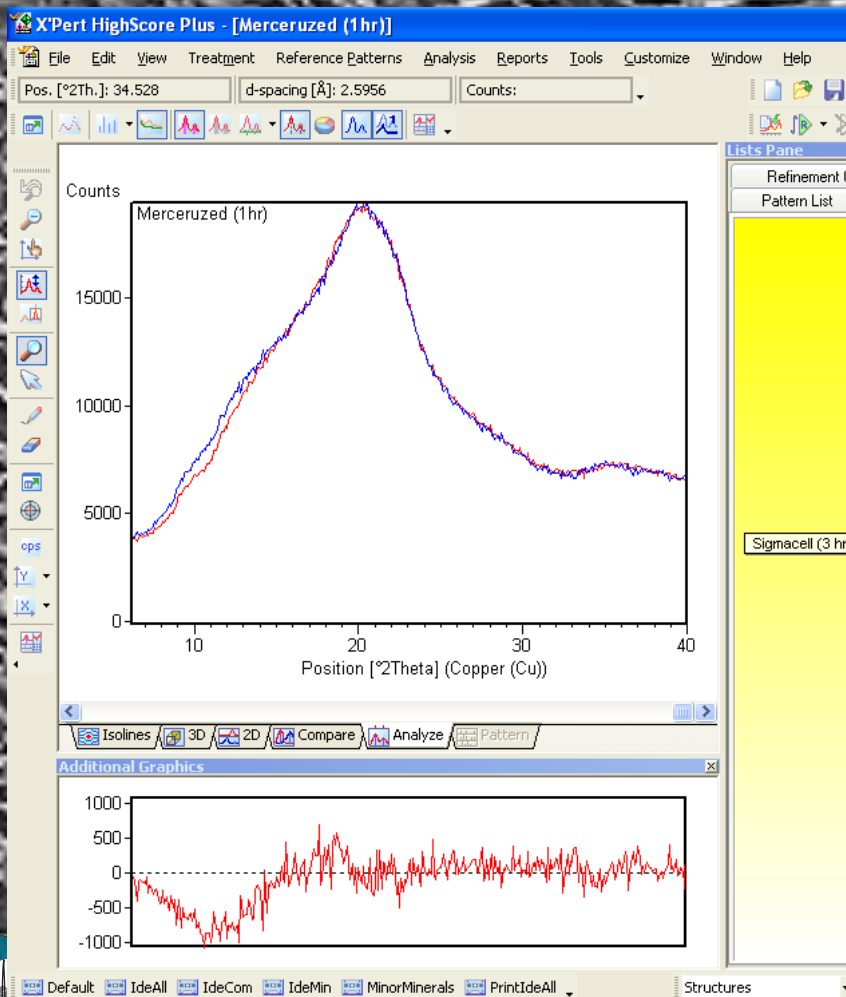 X'Pert HighScore Plus - [Merceruzed (1hr)]
File Edit View Treatment Reference Patterns Analysis Reports Tools Customize Window Help
Pos. [°2Th.]: 34.528 d-spacing [Å]: 2.5956 Counts:
Lists Pane
Refinement
Pattern List
Counts
Merceruzed (1hr)
15000
10000
5000
0
10 20 30 40
Position [°2Theta] (Copper (Cu))
cps
Y
X
Sigmacell (3 hr
Isolines 3D 2D Compare Analyze Pattern
Additional Graphics
1000
500
0
-500
-1000
Default IdeAll IdeCom IdeMin MinorMinerals PrintIdeAll Structures